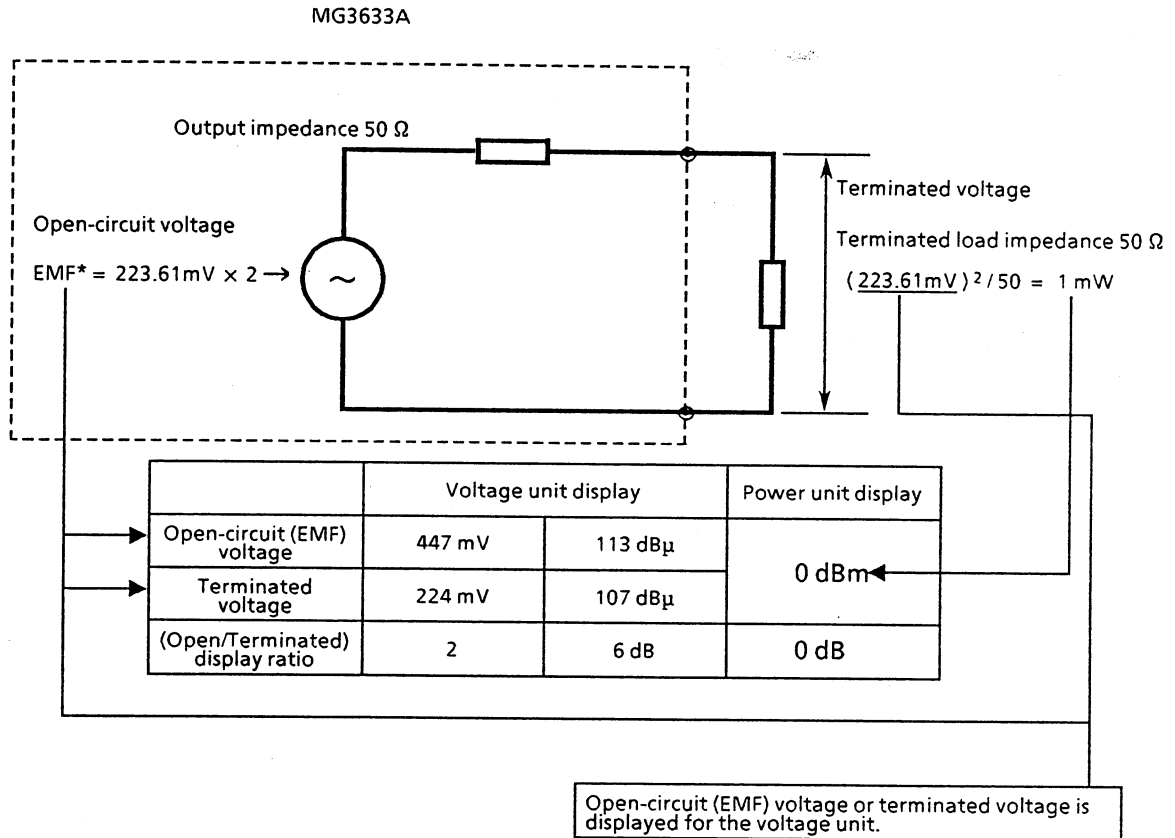 MG3633A
Output impedance 50 Ω
Open-circuit voltage
EMF* = 223.61mV × 2 →
~
Terminated voltage
Terminated load impedance 50 Ω
(223.61mV)²/50 = 1 mW
Voltage unit display
Power unit display
Open-circuit (EMF)
voltage
447 mV
113 dBµ
0 dBm
Terminated
voltage
224 mV
107 dBµ
(Open/Terminated)
display ratio
2
6 dB
0 dB
Open-circuit (EMF) voltage or terminated voltage is
displayed for the voltage unit.